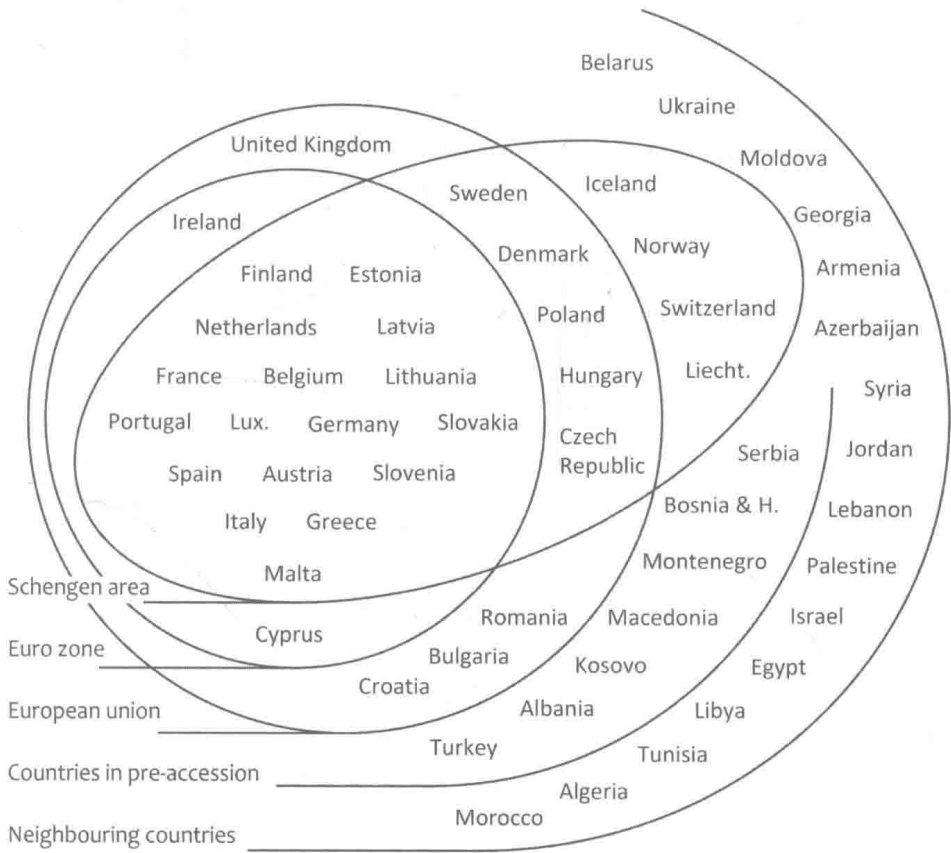 Belarus
Ukraine
United Kingdom
Moldova
Sweden
Iceland
Ireland
Georgia
Denmark
Norway
Finland Estonia
Armenia
Poland
Switzerland
Netherlands Latvia
Azerbaijan
France Belgium Lithuania
Hungary
Liecht.
Syria
Portugal Lux. Germany Slovakia
Czech
Republic
Serbia
Jordan
Spain Austria Slovenia
Bosnia & H.
Lebanon
Italy Greece
Montenegro
Palestine
Malta
Schengen area
Romania
Macedonia
Israel
Cyprus
Euro zone
Bulgaria
Kosovo
Egypt
Croatia
European union
Albania
Libya
Turkey
Tunisia
Countries in pre-accession
Algeria
Morocco
Neighbouring countries